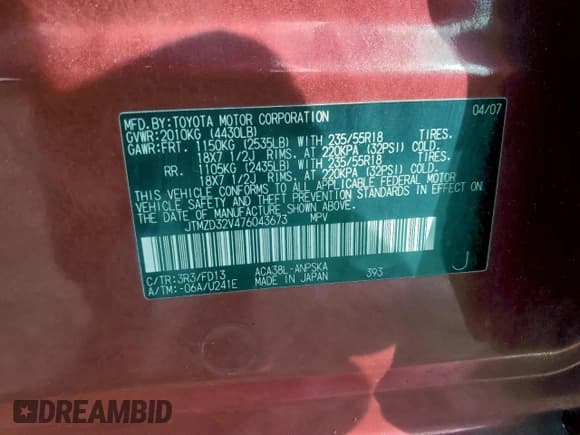 MFD.BY:TOYOTA MOTOR CORPORATION 04/07
GVWR:2010KG (4430LB)
GAWR:FRT. 1150KG (2535LB) WITH 235/55R18 TIRES.
18X7 1/2J RIMS. AT 220KPA (32PSI) COLD.
RR. 1105KG (2435LB) WITH 235/55R18 TIRES.
18X7 1/2J RIMS. AT 220KPA (32PSI) COLD.
THIS VEHICLE CONFORMS TO ALL APPLICABLE FEDERAL MOTOR
VEHICLE SAFETY AND THEFT PREVENTION STANDARDS IN EFFECT ON
THE DATE OF MANUFACTURE SHOWN ABOVE.
JTMZD32V476043673 MPV
C/TR:3R3/FD13 ACA38L-ANPSKA 393 J
A/TM:-06A/U241E MADE IN JAPAN
DREAMBID